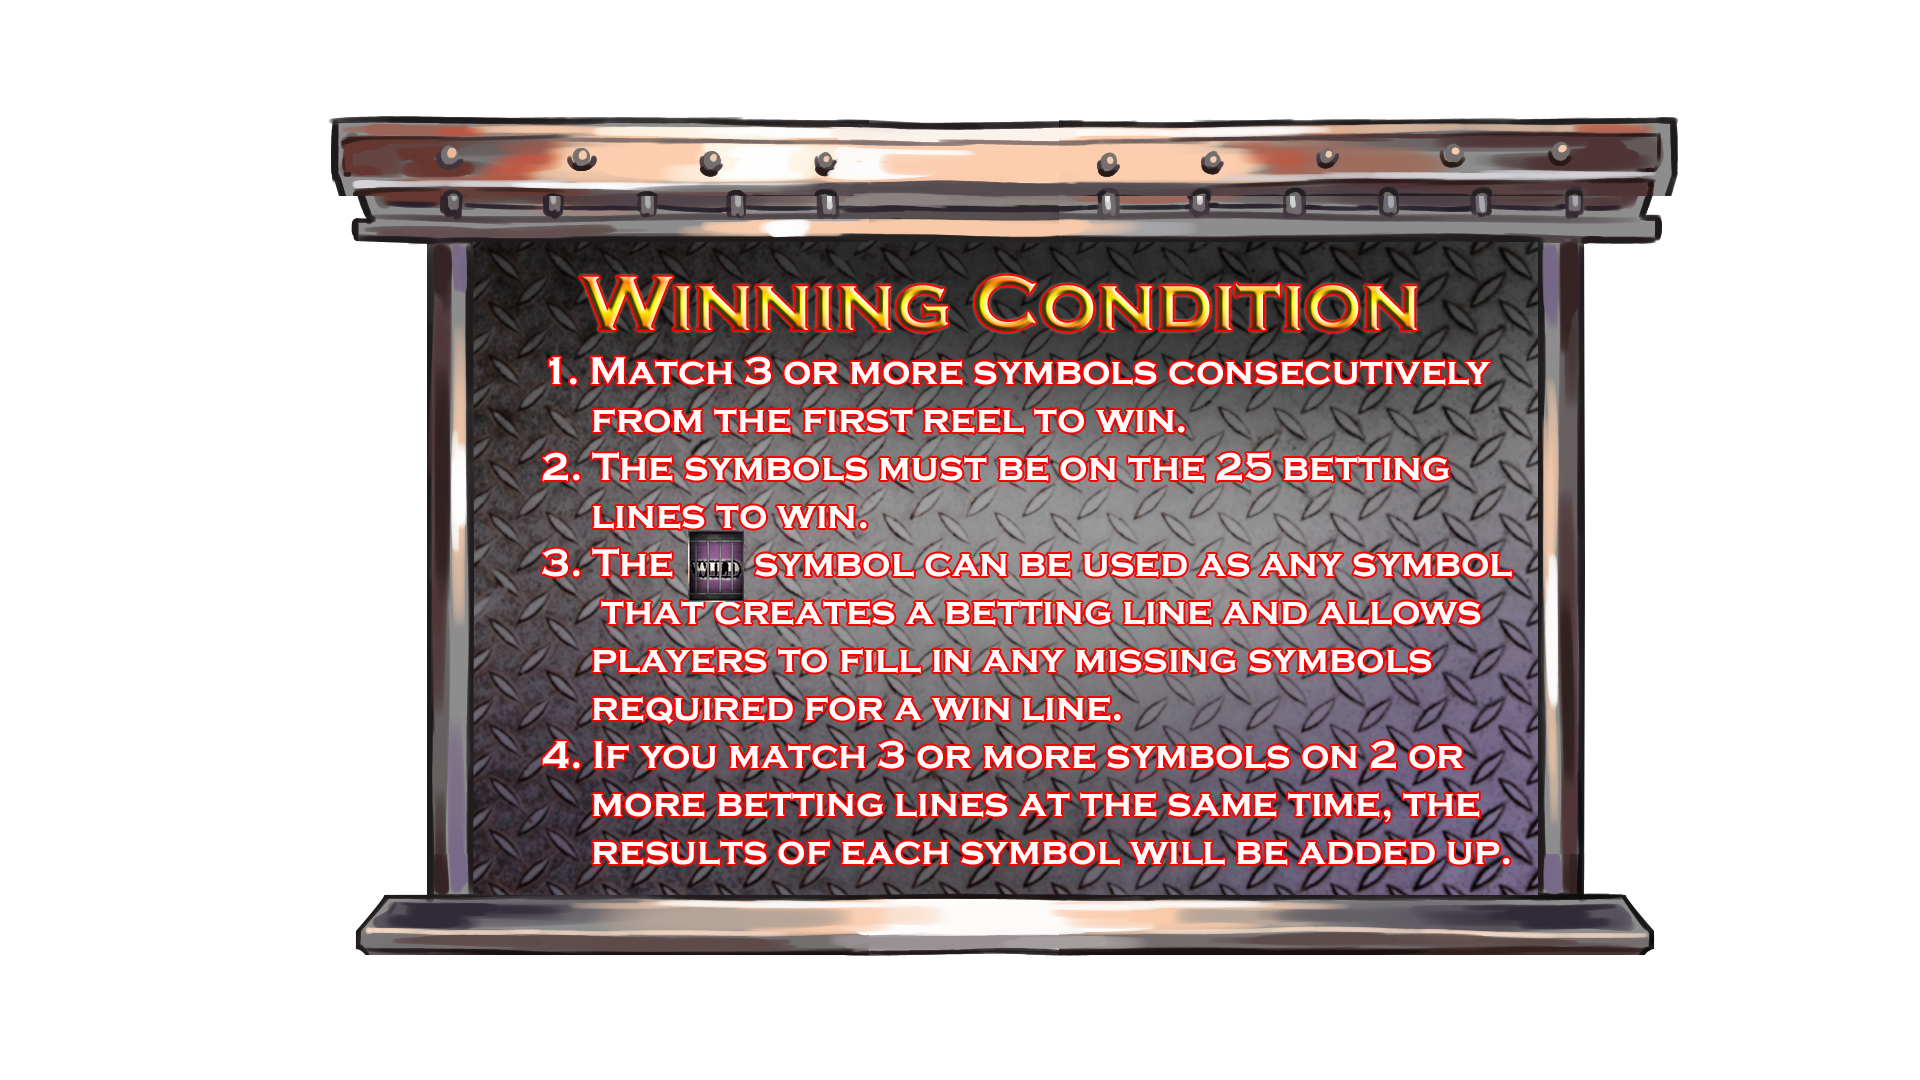 Winning Condition
1. Match 3 or more symbols consecutively
from the first reel to win.
2. The symbols must be on the 25 betting
lines to win.
3. The WILD symbol can be used as any symbol
that creates a betting line and allows
players to fill in any missing symbols
required for a win line.
4. If you match 3 or more symbols on 2 or
more betting lines at the same time, the
results of each symbol will be added up.